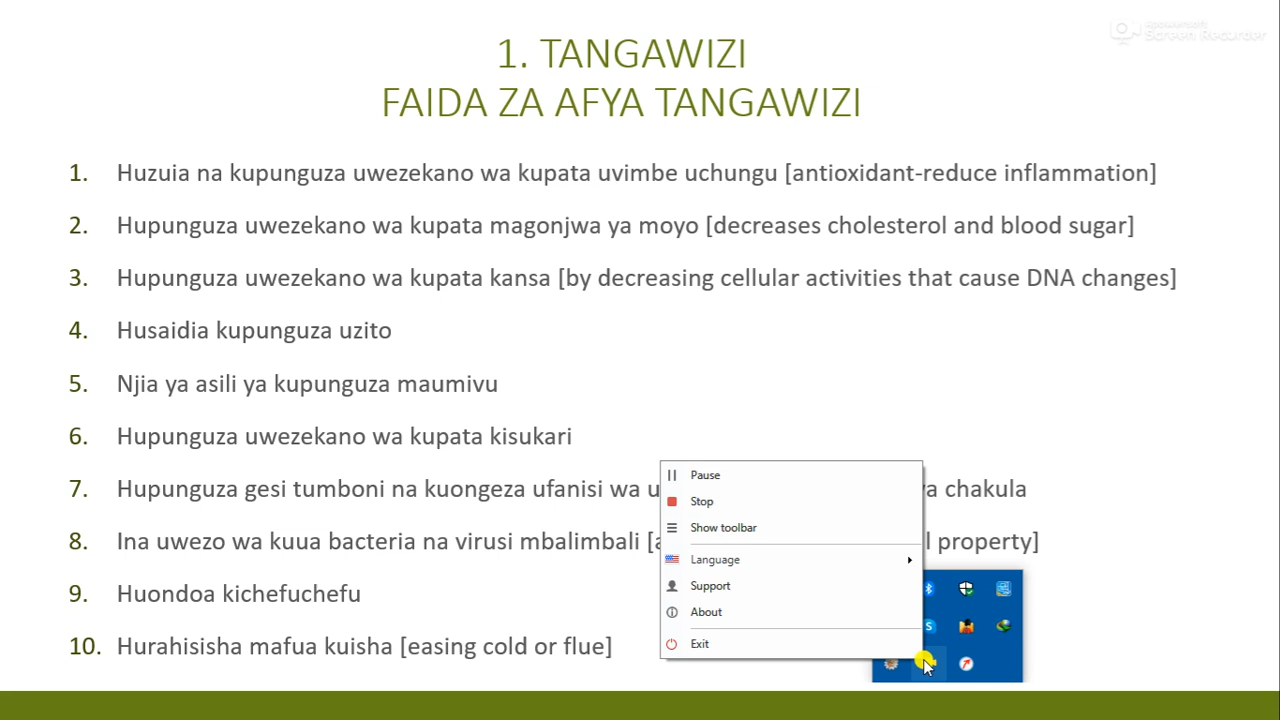 Apowersoft
Screen Recorder
1. TANGAWIZI
FAIDA ZA AFYA TANGAWIZI
1. Huzuia na kupunguza uwezekano wa kupata uvimbe uchungu [antioxidant-reduce inflammation]
2. Hupunguza uwezekano wa kupata magonjwa ya moyo [decreases cholesterol and blood sugar]
3. Hupunguza uwezekano wa kupata kansa [by decreasing cellular activities that cause DNA changes]
4. Husaidia kupunguza uzito
5. Njia ya asili ya kupunguza maumivu
6. Hupunguza uwezekano wa kupata kisukari
7. Hupunguza gesi tumboni na kuongeza ufanisi wa chakula
8. Ina uwezo wa kuua bacteria na virusi mbalimbali property]
9. Huondoa kichefuchefu
10. Hurahisisha mafua kuisha [easing cold or flue]
Pause
Stop
Show toolbar
Language
Support
About
Exit